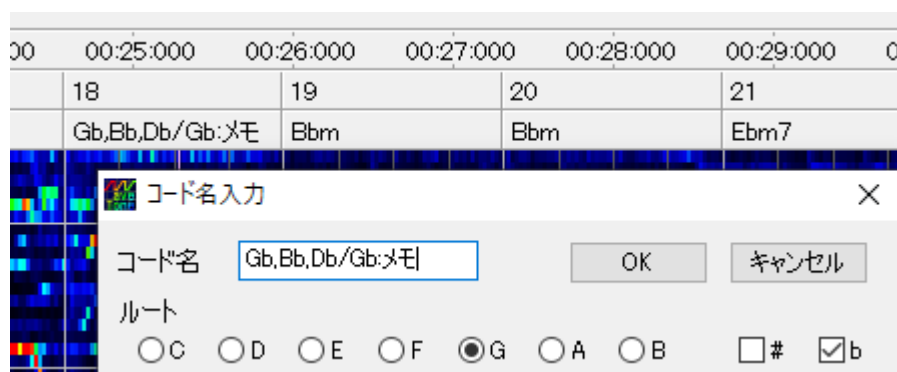 00 00:25:000 00:26:000 00:27:000 00:28:000 00:29:000 0
18 19 20 21
Gb,Bb,Db/Gb:メモ Bbm Bbm Ebm7
コード名入力
コード名 Gb,Bb,Db/Gb:メモ OK キャンセル
ルート
C D E F G A B # b